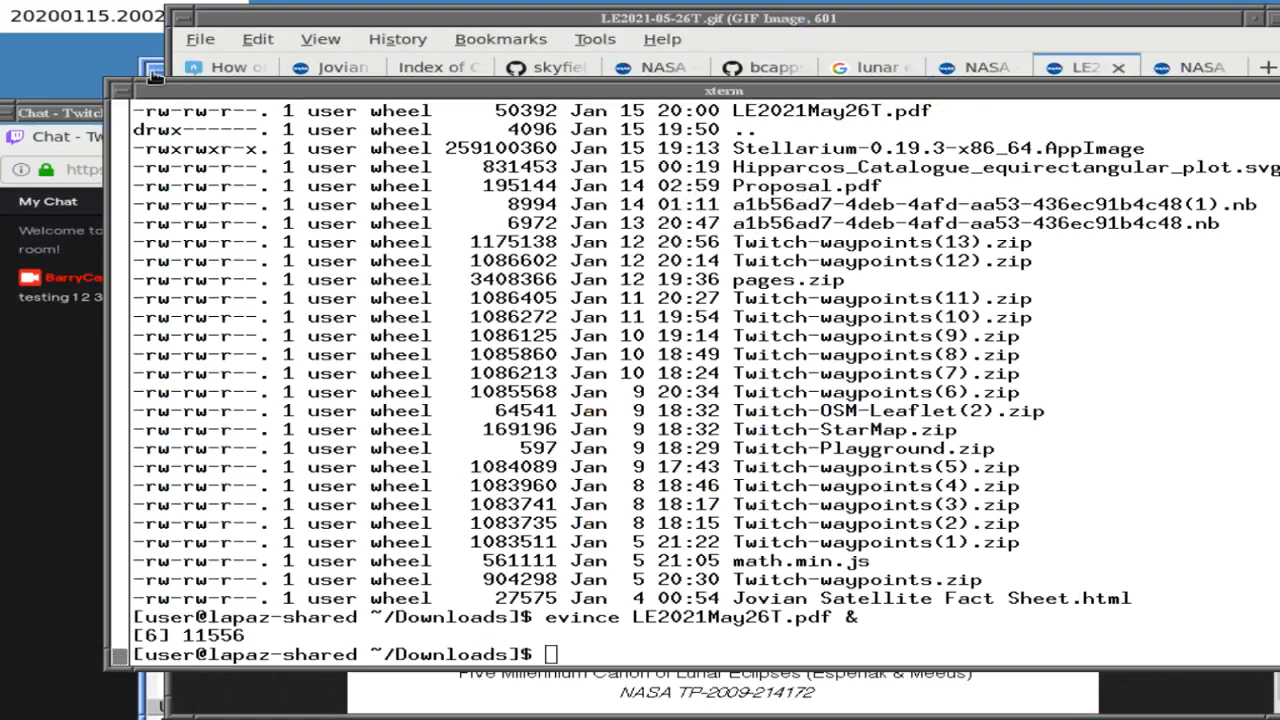 20200115.2002
LE2021-05-26T.gif (GIF Image, 601
File Edit View History Bookmarks Tools Help
How o Jovian Index of C skyfiel NASA bcapp lunar e NASA LE2 NASA
xterm
Chat - Twitc
Chat - Tw
https
My Chat
Welcome to
room!
BarryCa
testing 1 2 3
-rw-rw-r--. 1 user wheel 50392 Jan 15 20:00 LE2021May26T.pdf
drwx------. 1 user wheel 4096 Jan 15 19:50 ..
-rwxrwxr-x. 1 user wheel 259100360 Jan 15 19:13 Stellarium-0.19.3-x86_64.AppImage
-rw-rw-r--. 1 user wheel 831453 Jan 15 00:19 Hipparcos_Catalogue_equirectangular_plot.svg
-rw-rw-r--. 1 user wheel 195144 Jan 14 02:59 Proposal.pdf
-rw-rw-r--. 1 user wheel 8994 Jan 14 01:11 a1b56ad7-4deb-4afd-aa53-436ec91b4c48(1).nb
-rw-rw-r--. 1 user wheel 6972 Jan 13 20:47 a1b56ad7-4deb-4afd-aa53-436ec91b4c48.nb
-rw-rw-r--. 1 user wheel 1175138 Jan 12 20:56 Twitch-waypoints(13).zip
-rw-rw-r--. 1 user wheel 1086602 Jan 12 20:14 Twitch-waypoints(12).zip
-rw-rw-r--. 1 user wheel 3408366 Jan 12 19:36 pages.zip
-rw-rw-r--. 1 user wheel 1086405 Jan 11 20:27 Twitch-waypoints(11).zip
-rw-rw-r--. 1 user wheel 1086272 Jan 11 19:54 Twitch-waypoints(10).zip
-rw-rw-r--. 1 user wheel 1086125 Jan 10 19:14 Twitch-waypoints(9).zip
-rw-rw-r--. 1 user wheel 1085860 Jan 10 18:49 Twitch-waypoints(8).zip
-rw-rw-r--. 1 user wheel 1086213 Jan 10 18:24 Twitch-waypoints(7).zip
-rw-rw-r--. 1 user wheel 1085568 Jan 9 20:34 Twitch-waypoints(6).zip
-rw-rw-r--. 1 user wheel 64541 Jan 9 18:32 Twitch-OSM-Leaflet(2).zip
-rw-rw-r--. 1 user wheel 169196 Jan 9 18:32 Twitch-StarMap.zip
-rw-rw-r--. 1 user wheel 597 Jan 9 18:29 Twitch-Playground.zip
-rw-rw-r--. 1 user wheel 1084089 Jan 9 17:43 Twitch-waypoints(5).zip
-rw-rw-r--. 1 user wheel 1083960 Jan 8 18:46 Twitch-waypoints(4).zip
-rw-rw-r--. 1 user wheel 1083741 Jan 8 18:17 Twitch-waypoints(3).zip
-rw-rw-r--. 1 user wheel 1083735 Jan 8 18:15 Twitch-waypoints(2).zip
-rw-rw-r--. 1 user wheel 1083511 Jan 5 21:22 Twitch-waypoints(1).zip
-rw-rw-r--. 1 user wheel 561111 Jan 5 21:05 math.min.js
-rw-rw-r--. 1 user wheel 904298 Jan 5 20:30 Twitch-waypoints.zip
-rw-rw-r--. 1 user wheel 27575 Jan 4 00:54 Jovian Satellite Fact Sheet.html
[user@lapaz-shared ~/Downloads]$ evince LE2021May26T.pdf &
[6] 11556
[user@lapaz-shared ~/Downloads]$
Five Millennium Canon of Lunar Eclipses (Espenak & Meeus)
NASA TP-2009-214172